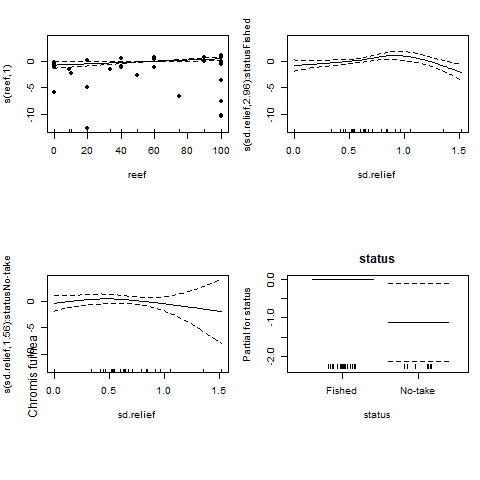 s(reef,1)
0
-5
-10
0 20 40 60 80 100
reef
s(sd.relief,2.96):statusFished
0
-5
-10
0.0 0.5 1.0 1.5
sd.relief
s(sd.relief,1.56):statusNo-take
0
-5
0.0 0.5 1.0 1.5
sd.relief
Chromis
status
Partial for status
0.0
-1.0
-2.0
Fished No-take
status